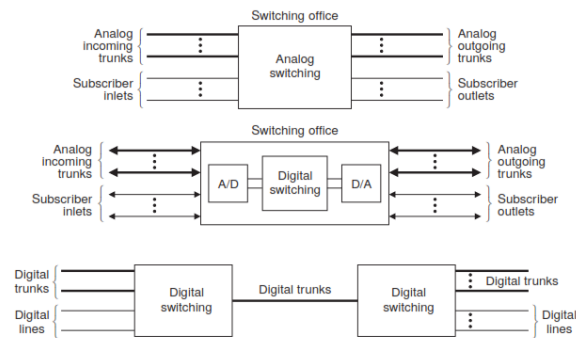 Switching office
Analog
incoming
trunks
Subscriber
inlets
Analog
switching
Analog
outgoing
trunks
Subscriber
outlets
Switching office
Analog
incoming
trunks
Subscriber
inlets
A/D
Digital
switching
D/A
Analog
outgoing
trunks
Subscriber
outlets
Digital
trunks
Digital
lines
Digital
switching
Digital trunks
Digital
switching
Digital trunks
Digital
lines